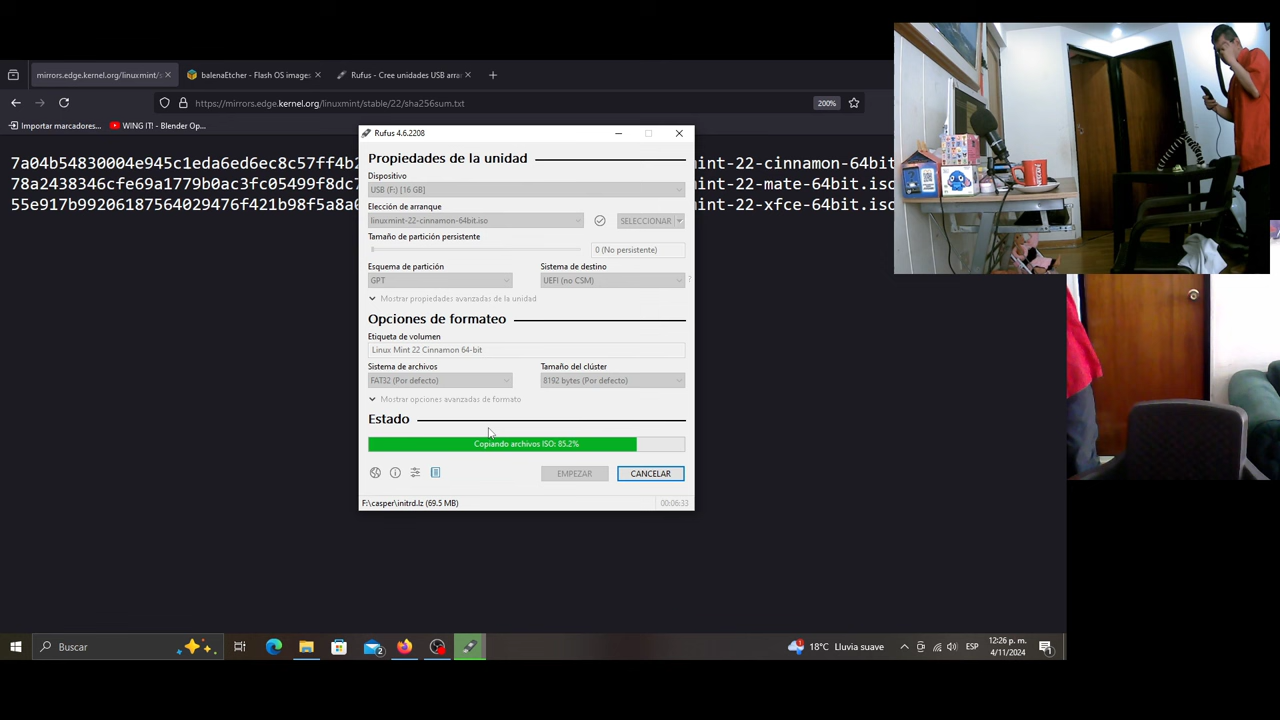 mirrors.edge.kernel.org/linuxmint/s
balenaEtcher - Flash OS images
Rufus - Cree unidades USB arra
https://mirrors.edge.kernel.org/linuxmint/stable/22/sha256sum.txt
200%
Importar marcadores...
WING IT! - Blender Op...
Rufus 4.6.2208
Propiedades de la unidad
Dispositivo
USB (F:) [16 GB]
Elección de arranque
linuxmint-22-cinnamon-64bit.iso
SELECCIONAR
Tamaño de partición persistente
0 (No persistente)
Esquema de partición
Sistema de destino
GPT
UEFI (no CSM)
?
Mostrar propiedades avanzadas de la unidad
Opciones de formateo
Etiqueta de volumen
Linux Mint 22 Cinnamon 64-bit
Sistema de archivos
Tamaño del clúster
FAT32 (Por defecto)
8192 bytes (Por defecto)
Mostrar opciones avanzadas de formato
Estado
Copiando archivos ISO: 85.2%
EMPEZAR
CANCELAR
F:\casper\initrd.lz (69.5 MB)
00:06:33
7a04b54830004e945c1eda6ed6ec8c57ff4b2 int-22-cinnamon-64bit
78a2438346cfe69a1779b0ac3fc05499f8dc7 int-22-mate-64bit.iso
55e917b99206187564029476f421b98f5a8a0 int-22-xfce-64bit.iso
Buscar
2
18°C Lluvia suave
ESP
12:26 p. m.
4/11/2024
1